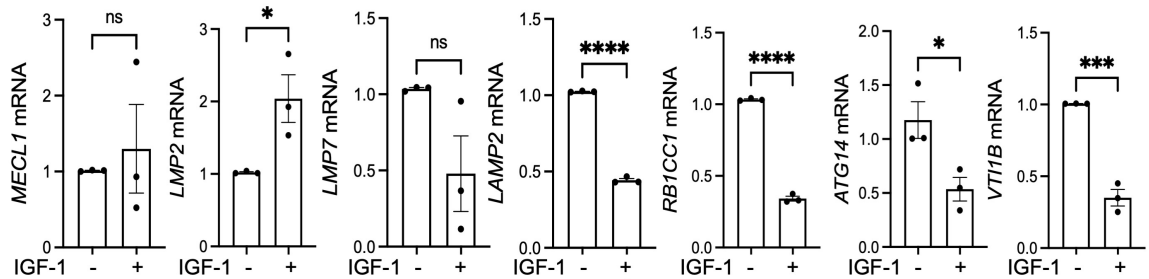 MECL1 mRNA
3
2
1
0
ns
IGF-1 - +
LMP2 mRNA
3
2
1
0
*
IGF-1 - +
LMP7 mRNA
1.5
1.0
0.5
0.0
ns
IGF-1 - +
LAMP2 mRNA
1.5
1.0
0.5
0.0
****
IGF-1 - +
RB1CC1 mRNA
1.5
1.0
0.5
0.0
****
IGF-1 - +
ATG14 mRNA
2.0
1.5
1.0
0.5
0.0
*
IGF-1 - +
VTI1B mRNA
1.5
1.0
0.5
0.0
***
IGF-1 - +